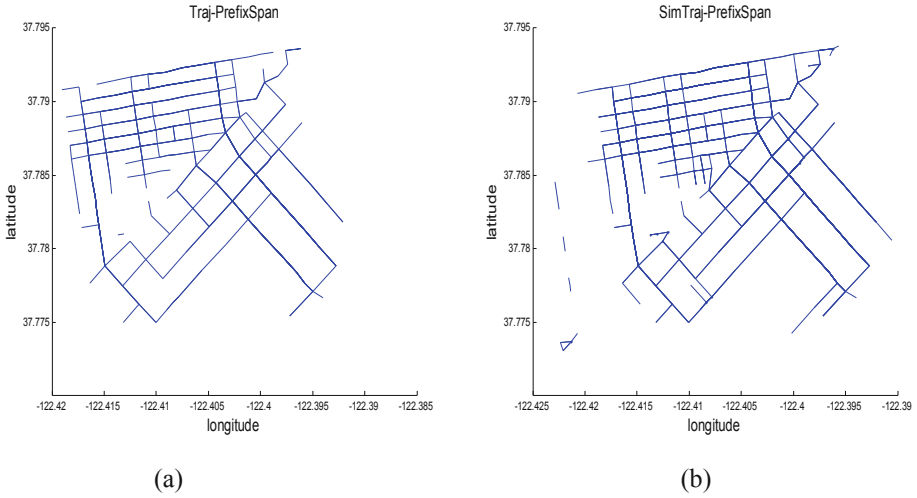 Traj-PrefixSpan
37.795
37.79
37.785
37.78
37.775
latitude
-122.42 -122.415 -122.41 -122.405 -122.4 -122.395 -122.39 -122.385
longitude
(a)
SimTraj-PrefixSpan
37.795
37.79
37.785
37.78
37.775
latitude
-122.425 -122.42 -122.415 -122.41 -122.405 -122.4 -122.395 -122.39
longitude
(b)